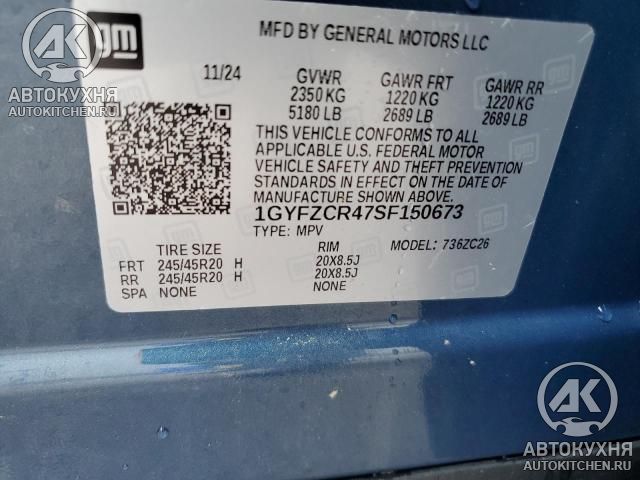 gm
MFD BY GENERAL MOTORS LLC
11/24 GVWR GAWR FRT GAWR RR
2350 KG 1220 KG 1220 KG
5180 LB 2689 LB 2689 LB
THIS VEHICLE CONFORMS TO ALL
APPLICABLE U.S. FEDERAL MOTOR
VEHICLE SAFETY AND THEFT PREVENTION
STANDARDS IN EFFECT ON THE DATE OF
MANUFACTURE SHOWN ABOVE.
1GYFZCR47SF150673
TYPE: MPV MODEL: 736ZC26
TIRE SIZE RIM
FRT 245/45R20 H 20X8.5J
RR 245/45R20 H 20X8.5J
SPA NONE NONE
АК
АВТОКУХНЯ
AUTOKITCHEN.RU
АК
АВТОКУХНЯ
AUTOKITCHEN.RU